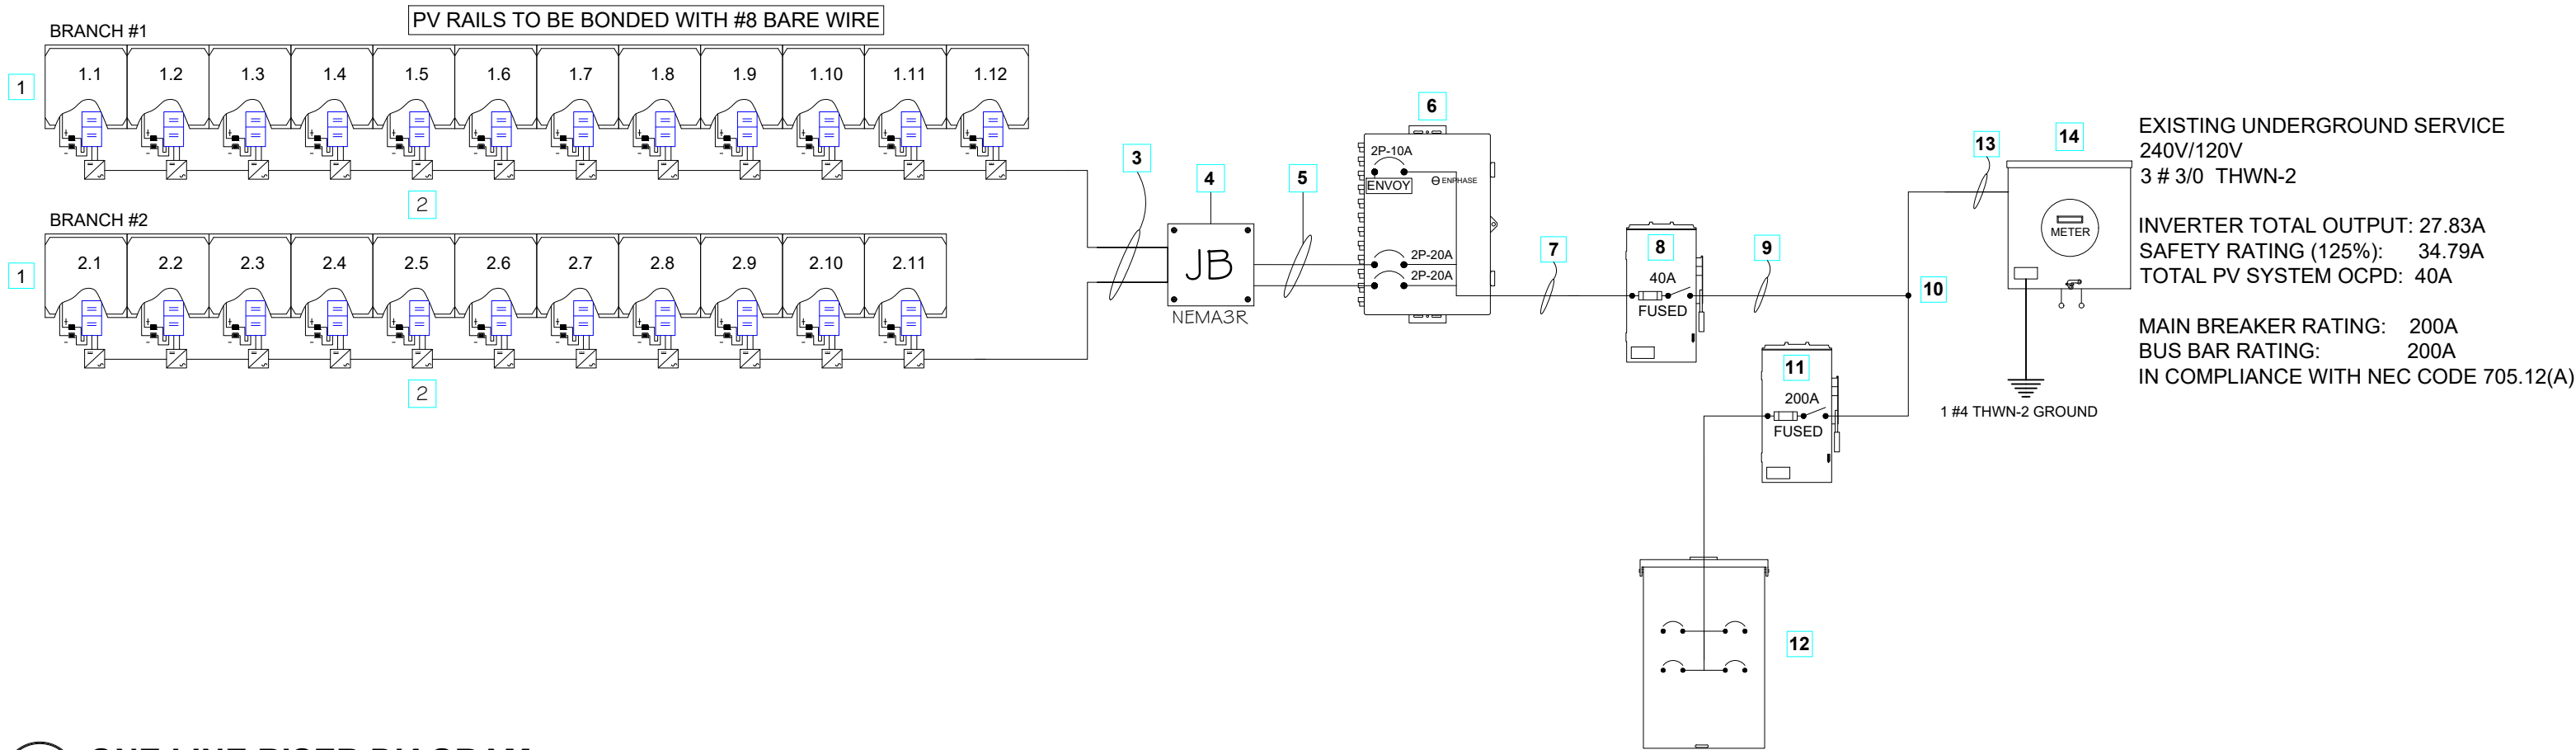 PV RAILS TO BE BONDED WITH #8 BARE WIRE
BRANCH #1
1
1.1 1.2 1.3 1.4 1.5 1.6 1.7 1.8 1.9 1.10 1.11 1.12
2
BRANCH #2
1
2.1 2.2 2.3 2.4 2.5 2.6 2.7 2.8 2.9 2.10 2.11
2
3
4
JB
NEMA3R
5
6
2P-10A
ENVOY
ENPHASE
2P-20A
2P-20A
7
8
40A
FUSED
9
10
11
200A
FUSED
12
13
14
METER
1 #4 THWN-2 GROUND
EXISTING UNDERGROUND SERVICE
240V/120V
3 # 3/0 THWN-2
INVERTER TOTAL OUTPUT: 27.83A
SAFETY RATING (125%): 34.79A
TOTAL PV SYSTEM OCPD: 40A
MAIN BREAKER RATING: 200A
BUS BAR RATING: 200A
IN COMPLIANCE WITH NEC CODE 705.12(A)
ONE LINE RISER DIAGRAM